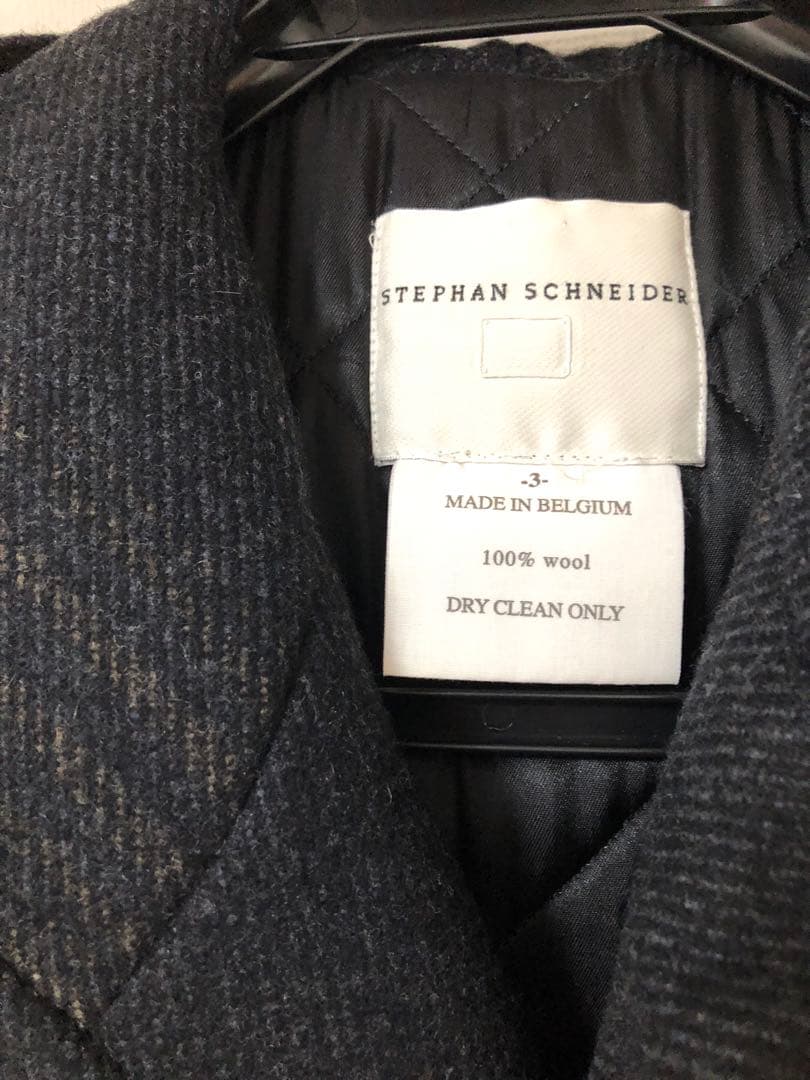 STEPHAN SCHNEIDER
-3-
MADE IN BELGIUM
100% wool
DRY CLEAN ONLY